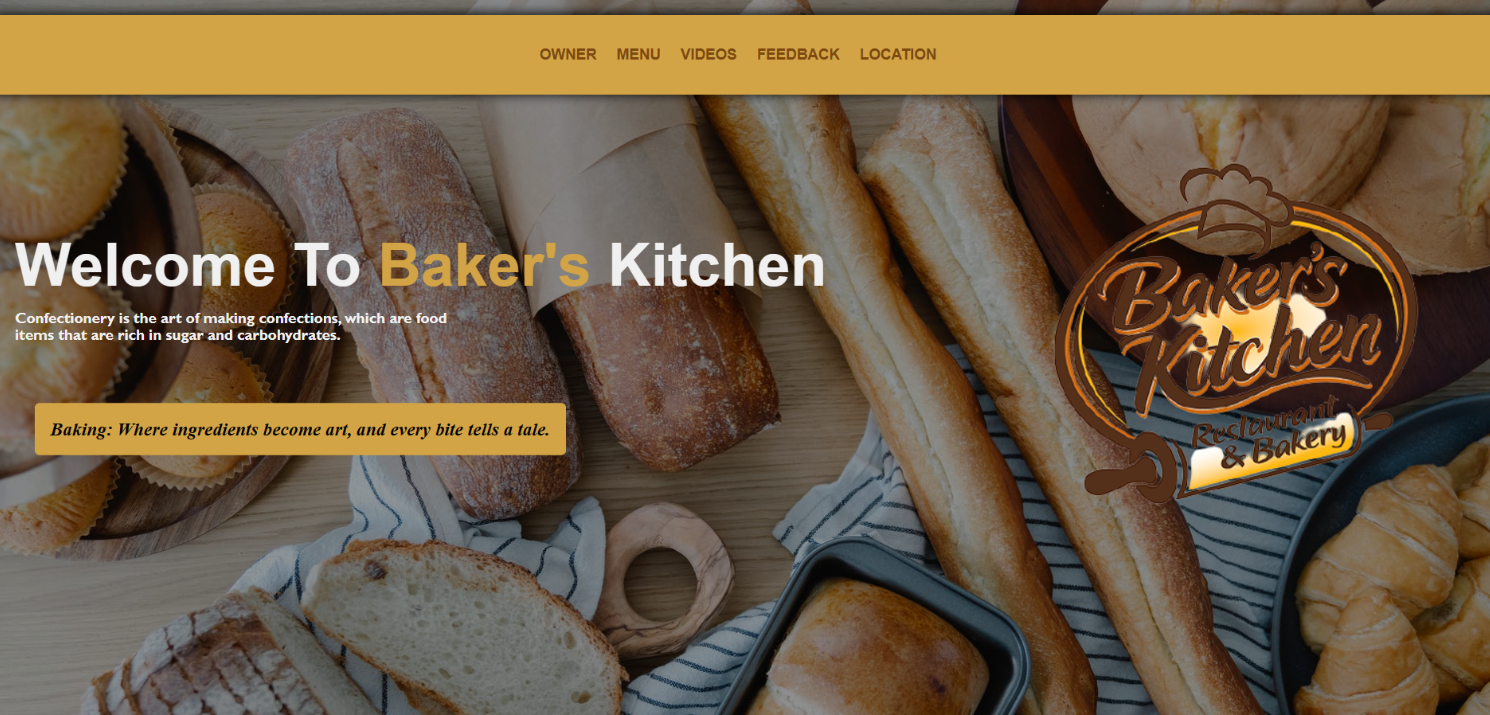 OWNER MENU VIDEOS FEEDBACK LOCATION
Welcome To Baker's Kitchen
Confectionery is the art of making confections, which are food
items that are rich in sugar and carbohydrates.
Baking: Where ingredients become art, and every bite tells a tale.
Baker's
Kitchen
Restaurant
& Bakery